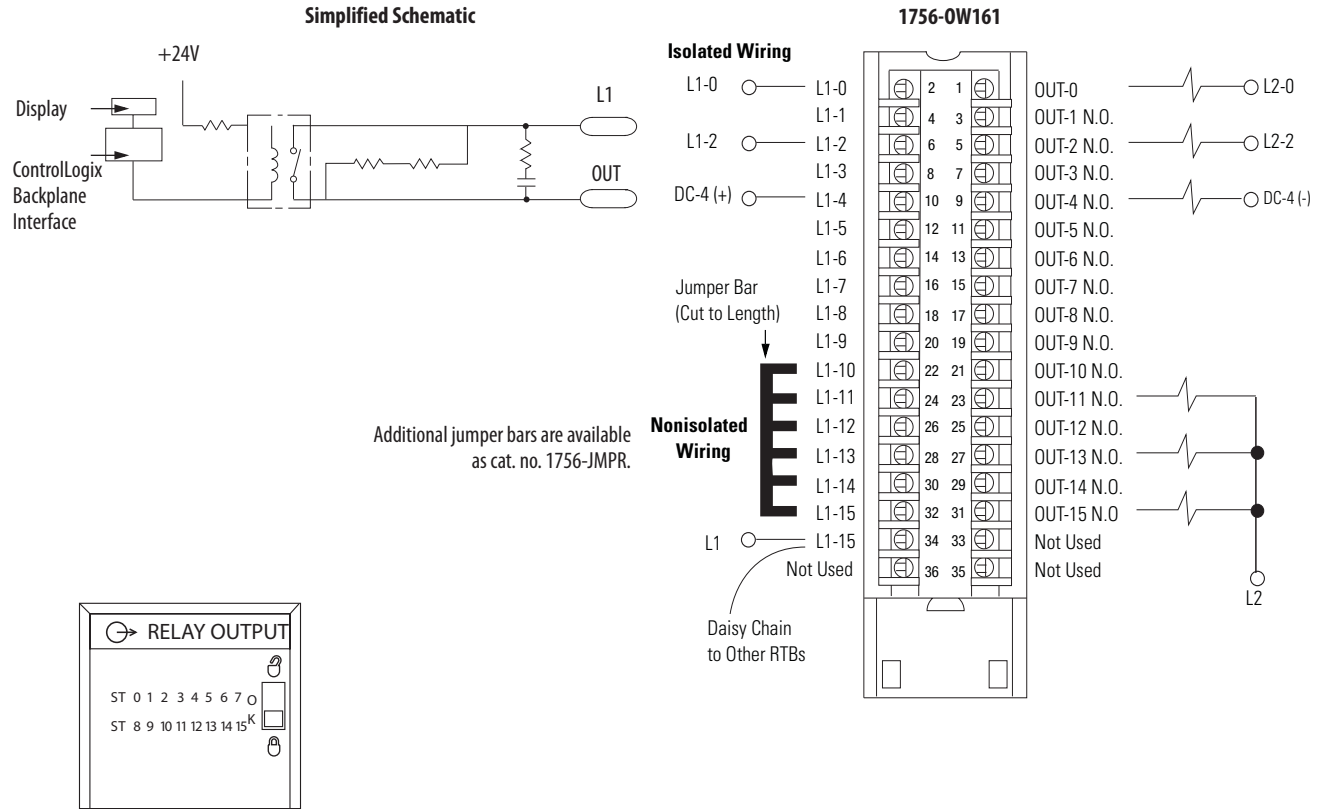 Simplified Schematic
1756-OW161
+24V
Display
ControlLogix
Backplane
Interface
L1
OUT
Isolated Wiring
L1-0 L1-0 2 1 OUT-0 L2-0
L1-1 4 3 OUT-1 N.O.
L1-2 L1-2 6 5 OUT-2 N.O. L2-2
L1-3 8 7 OUT-3 N.O.
DC-4 (+) L1-4 10 9 OUT-4 N.O. DC-4 (-)
L1-5 12 11 OUT-5 N.O.
L1-6 14 13 OUT-6 N.O.
L1-7 16 15 OUT-7 N.O.
L1-8 18 17 OUT-8 N.O.
L1-9 20 19 OUT-9 N.O.
L1-10 22 21 OUT-10 N.O.
L1-11 24 23 OUT-11 N.O.
L1-12 26 25 OUT-12 N.O.
L1-13 28 27 OUT-13 N.O.
L1-14 30 29 OUT-14 N.O.
L1-15 32 31 OUT-15 N.O
L1 L1-15 34 33 Not Used
Not Used 36 35 Not Used
L2
Jumper Bar
(Cut to Length)
Nonisolated
Wiring
Additional jumper bars are available
as cat. no. 1756-JMPR.
Daisy Chain
to Other RTBs
RELAY OUTPUT
ST 0 1 2 3 4 5 6 7 O
ST 8 9 10 11 12 13 14 15 K